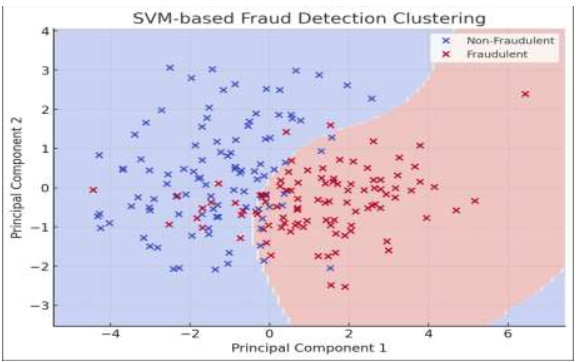 SVM-based Fraud Detection Clustering
4
Non-Fraudulent
Fraudulent
3
2
1
0
−1
−2
−3
Principal Component 2
−4
−2
0
2
4
6
Principal Component 1